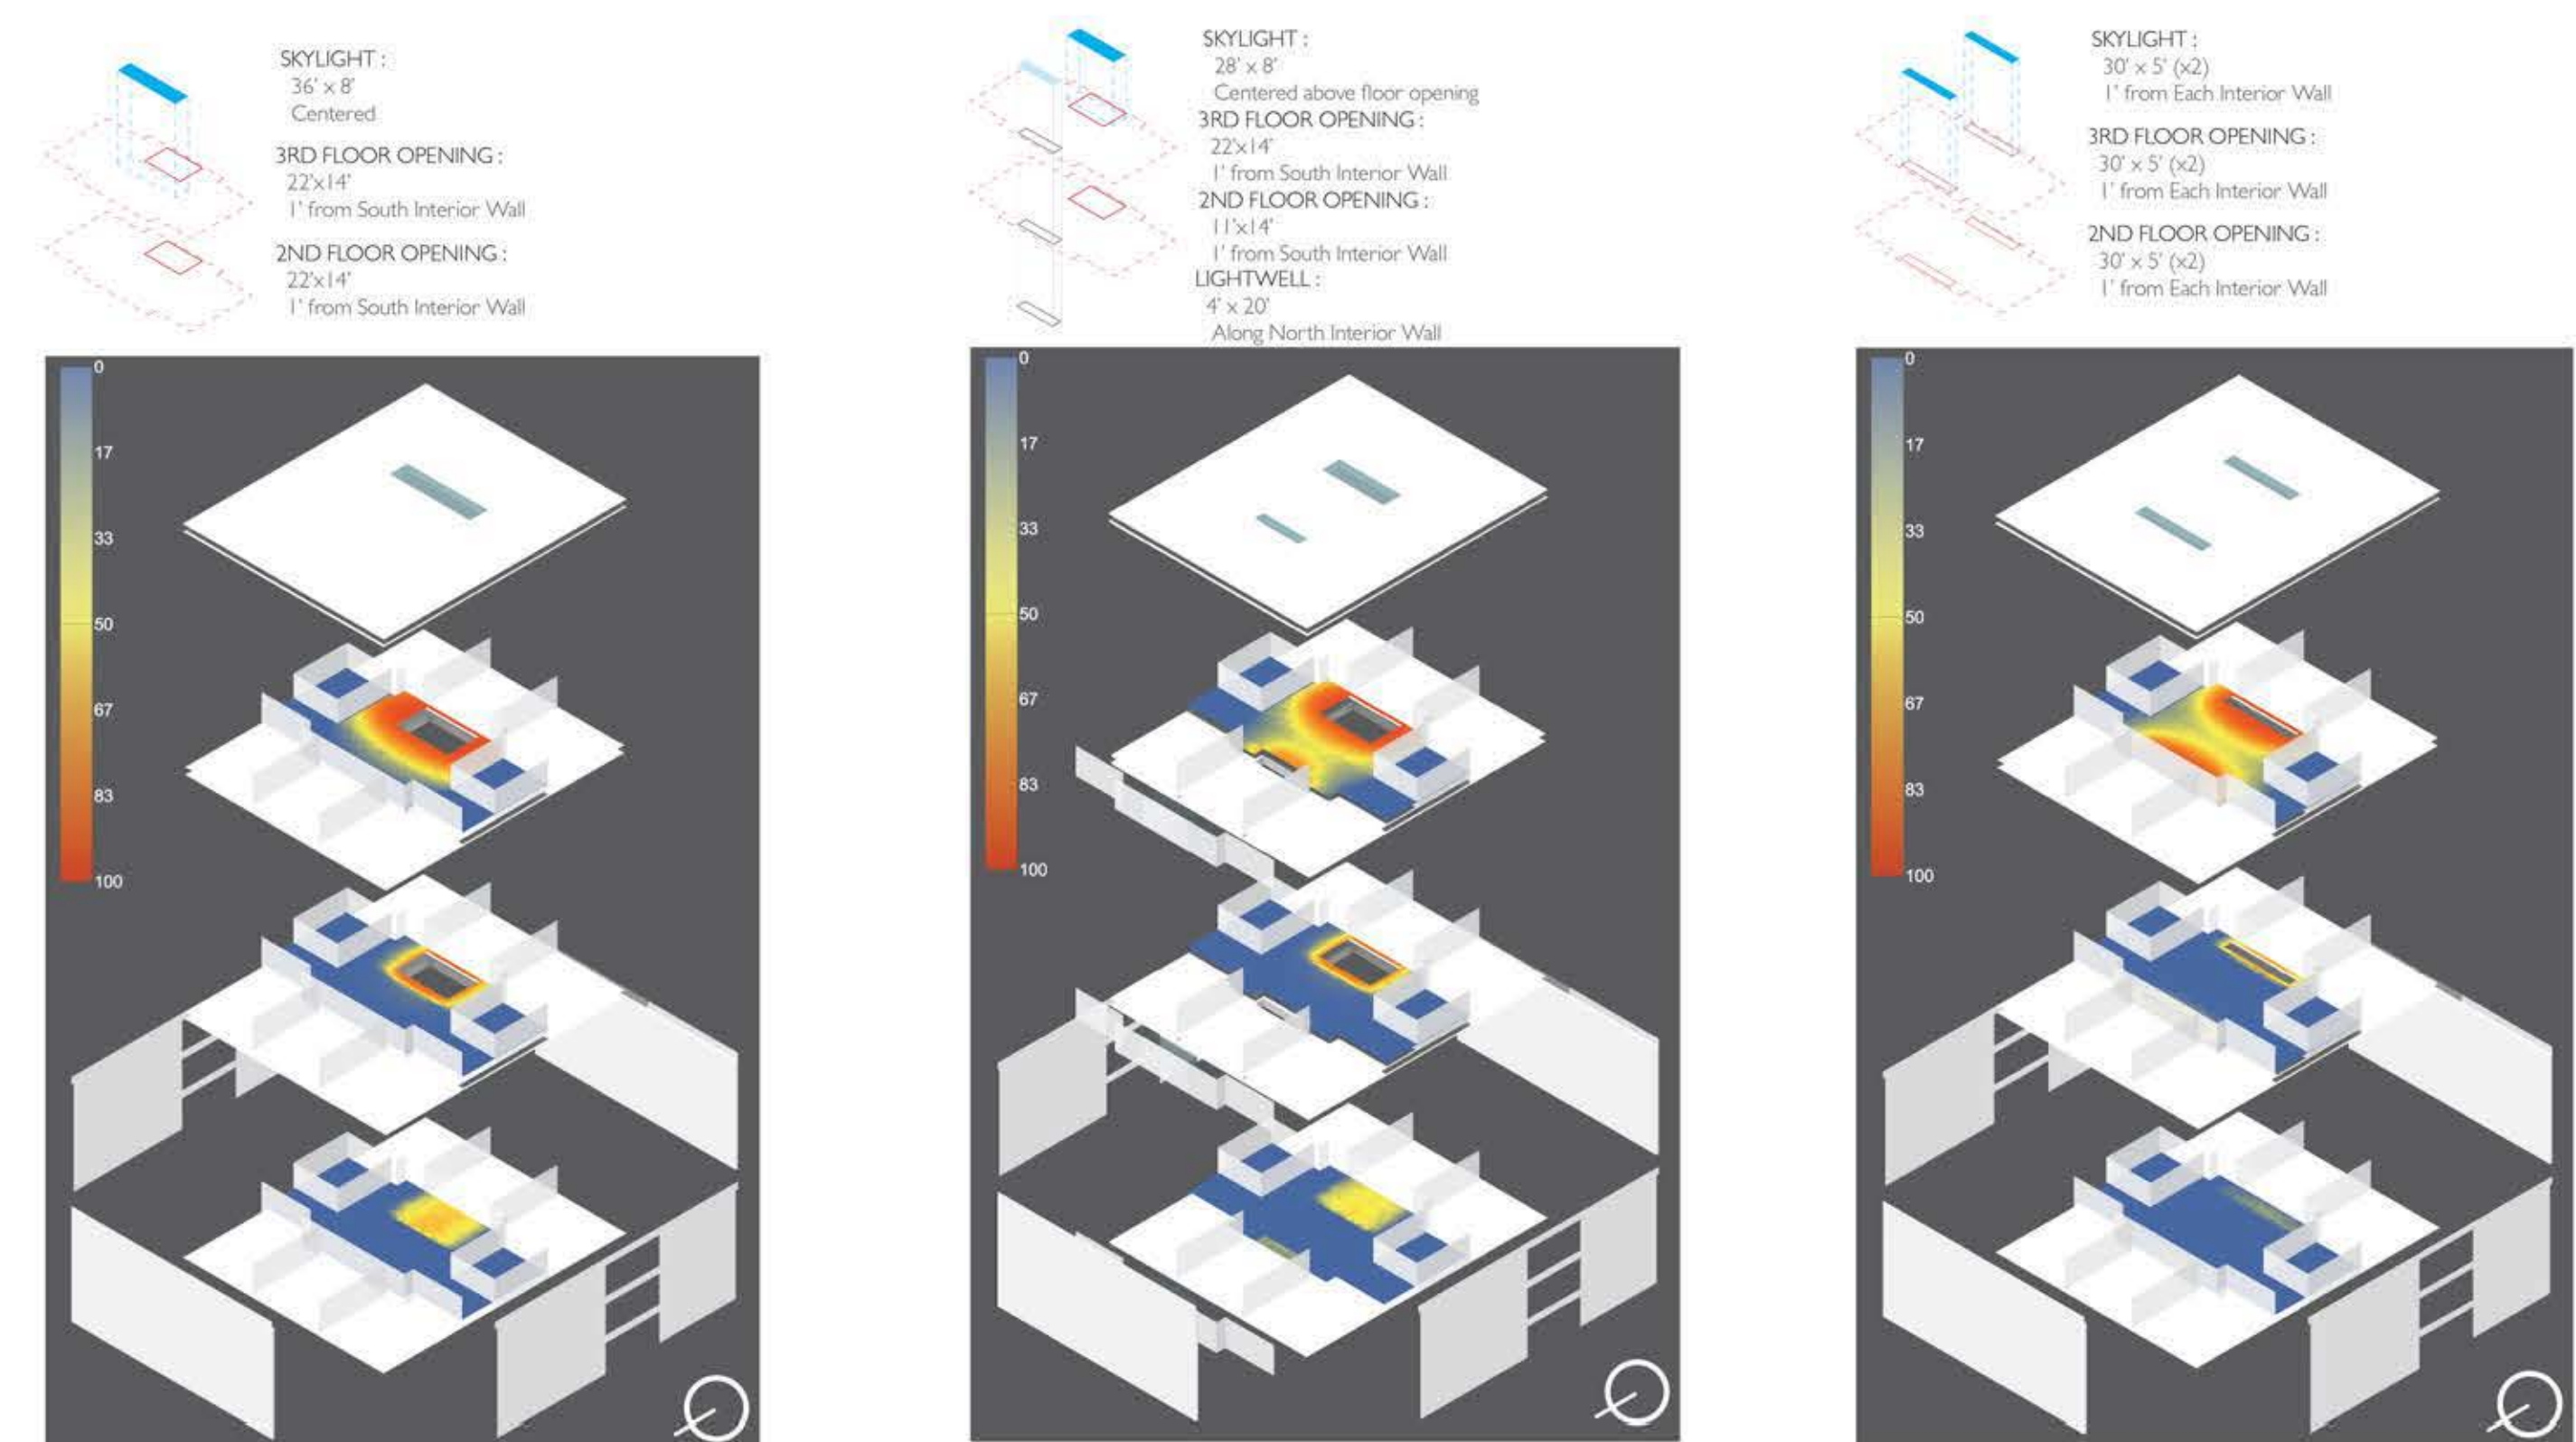 SKYLIGHT :
36' x 8'
Centered
3RD FLOOR OPENING :
22'x14'
1' from South Interior Wall
2ND FLOOR OPENING :
22'x14'
1' from South Interior Wall
0
17
33
50
67
83
100
SKYLIGHT :
28' x 8'
Centered above floor opening
3RD FLOOR OPENING :
22'x14'
1' from South Interior Wall
2ND FLOOR OPENING :
11'x14'
1' from South Interior Wall
LIGHTWELL :
4' x 20'
Along North Interior Wall
0
17
33
50
67
83
100
SKYLIGHT :
30' x 5' (x2)
1' from Each Interior Wall
3RD FLOOR OPENING :
30' x 5' (x2)
1' from Each Interior Wall
2ND FLOOR OPENING :
30' x 5' (x2)
1' from Each Interior Wall
0
17
33
50
67
83
100